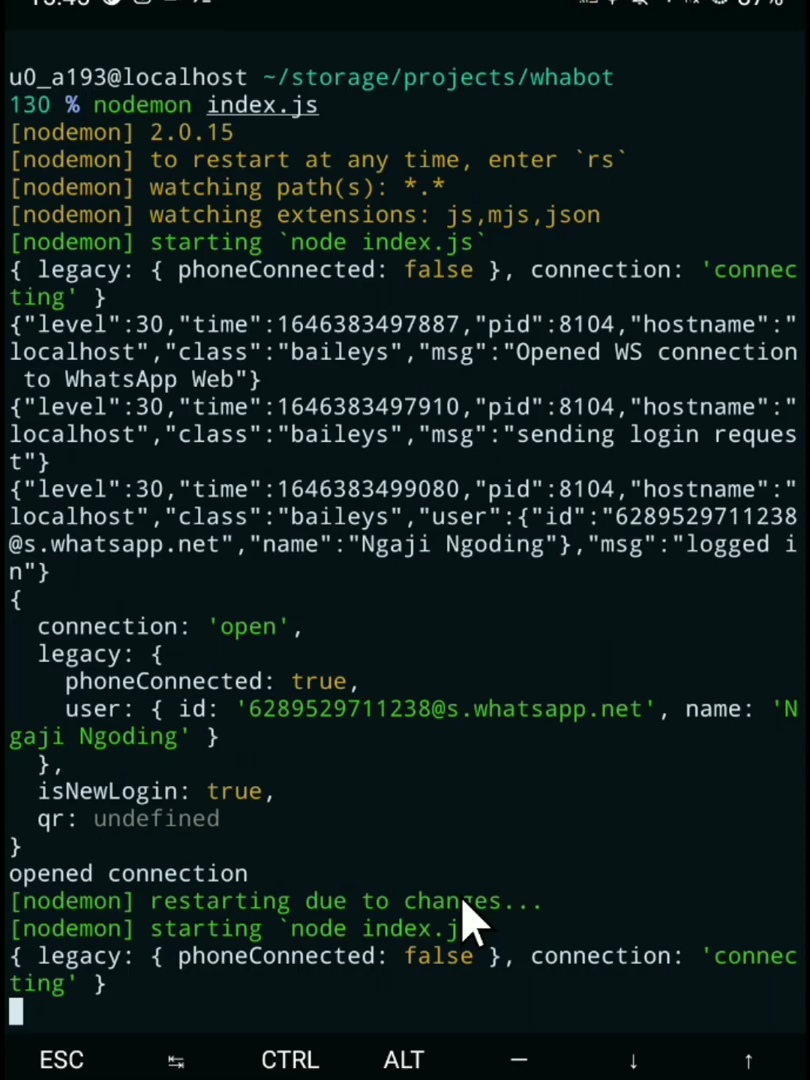 u0_a193@localhost ~/storage/projects/whabot
130 % nodemon index.js
[nodemon] 2.0.15
[nodemon] to restart at any time, enter `rs`
[nodemon] watching path(s): *.*
[nodemon] watching extensions: js,mjs,json
[nodemon] starting `node index.js`
{ legacy: { phoneConnected: false }, connection: 'connec
ting' }
{"level":30,"time":1646383497887,"pid":8104,"hostname":"
localhost","class":"baileys","msg":"Opened WS connection
 to WhatsApp Web"}
{"level":30,"time":1646383497910,"pid":8104,"hostname":"
localhost","class":"baileys","msg":"sending login reques
t"}
{"level":30,"time":1646383499080,"pid":8104,"hostname":"
localhost","class":"baileys","user":{"id":"6289529711238
@s.whatsapp.net","name":"Ngaji Ngoding"},"msg":"logged i
n"}
{
  connection: 'open',
  legacy: {
    phoneConnected: true,
    user: { id: '6289529711238@s.whatsapp.net', name: 'N
gaji Ngoding' }
  },
  isNewLogin: true,
  qr: undefined
}
opened connection
[nodemon] restarting due to changes...
[nodemon] starting `node index.j
{ legacy: { phoneConnected: false }, connection: 'connec
ting' }
ESC CTRL ALT — ↓ ↑